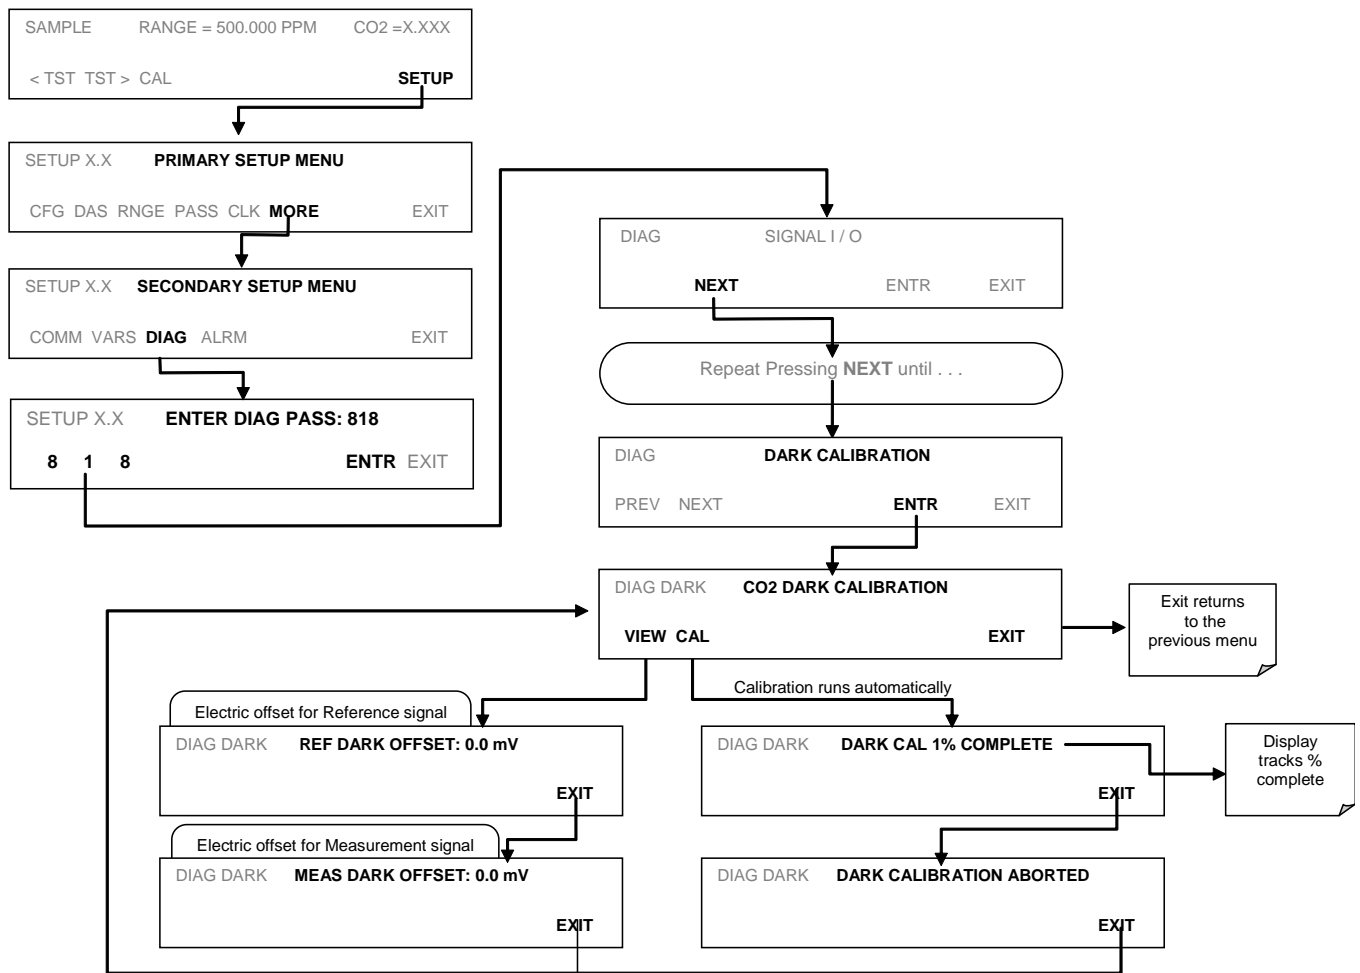 SAMPLE RANGE = 500.000 PPM CO2 =X.XXX
< TST TST > CAL SETUP
SETUP X.X PRIMARY SETUP MENU
CFG DAS RNGE PASS CLK MORE EXIT
SETUP X.X SECONDARY SETUP MENU
COMM VARS DIAG ALRM EXIT
SETUP X.X ENTER DIAG PASS: 818
8 1 8 ENTR EXIT
DIAG SIGNAL I / O
NEXT ENTR EXIT
Repeat Pressing NEXT until . . .
DIAG DARK CALIBRATION
PREV NEXT ENTR EXIT
DIAG DARK CO2 DARK CALIBRATION
VIEW CAL EXIT
Exit returns
to the
previous menu
Calibration runs automatically
Electric offset for Reference signal
DIAG DARK REF DARK OFFSET: 0.0 mV
EXIT
DIAG DARK DARK CAL 1% COMPLETE
EXIT
Display
tracks %
complete
Electric offset for Measurement signal
DIAG DARK MEAS DARK OFFSET: 0.0 mV
EXIT
DIAG DARK DARK CALIBRATION ABORTED
EXIT